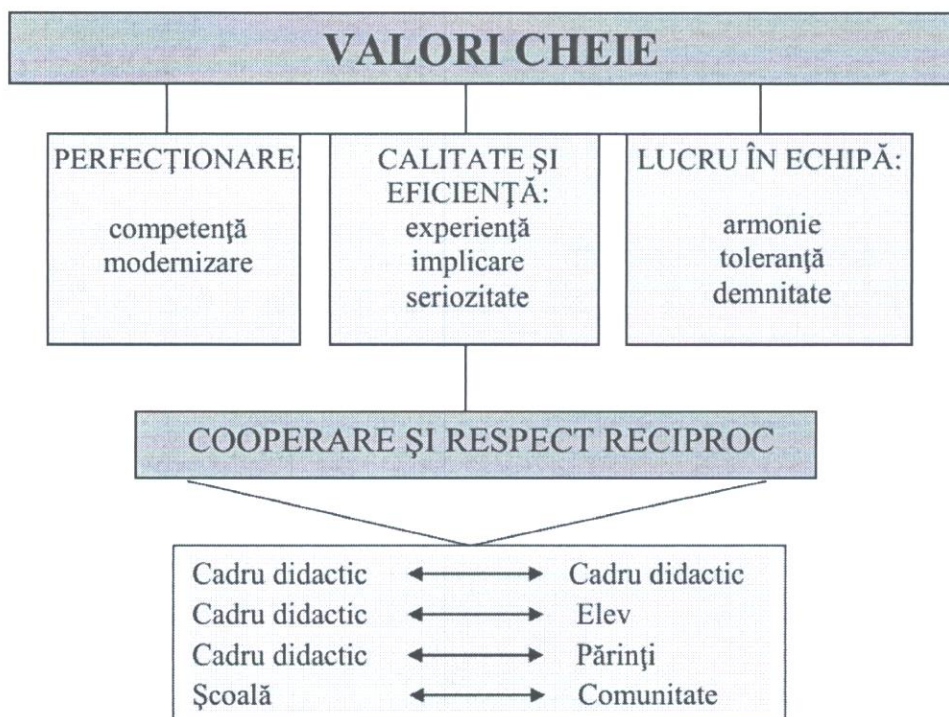 VALORI CHEIE
PERFECȚIONARE:
competenţă
modernizare
CALITATE ŞI
EFICIENŢĂ:
experienţă
implicare
seriozitate
LUCRU ÎN ECHIPĂ:
armonie
toleranţă
demnitate
COOPERARE ŞI RESPECT RECIPROC
Cadru didactic Cadru didactic
Cadru didactic Elev
Cadru didactic Părinţi
Şcoală Comunitate